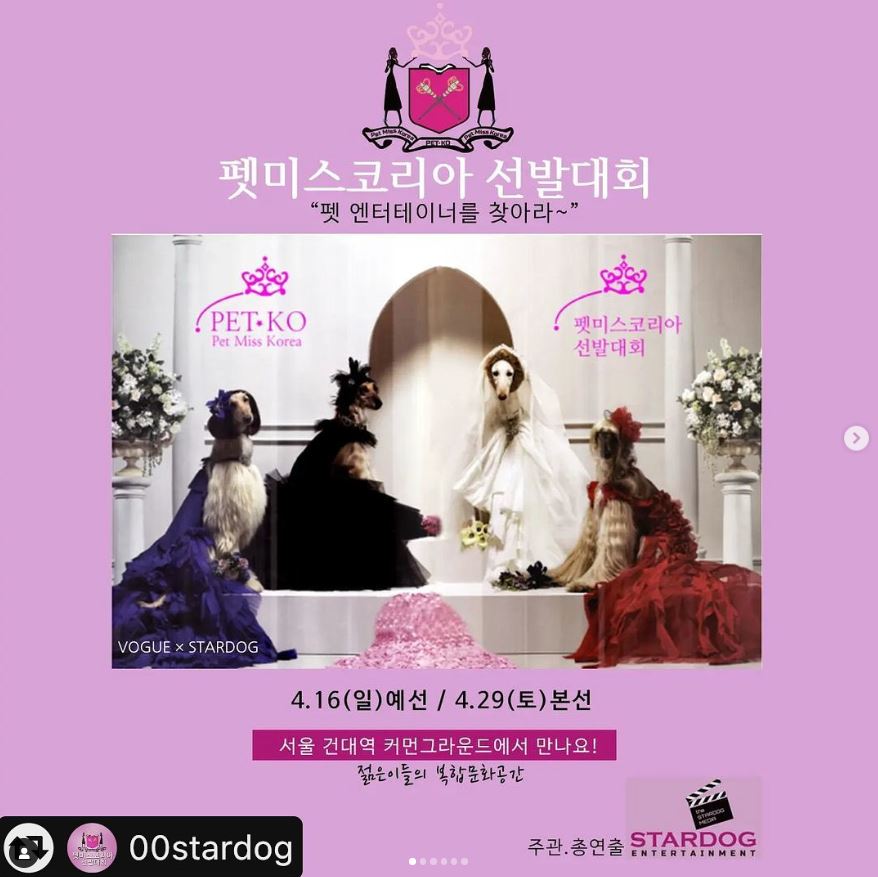 Pet Miss Korea
PET-KO
Pet Miss Korea
펫미스코리아 선발대회
“펫 엔터테이너를 찾아라~”
PET·KO
Pet Miss Korea
펫미스코리아
선발대회
VOGUE × STARDOG
4.16(일)예선 / 4.29(토)본선
서울 건대역 커먼그라운드에서 만나요!
젊은이들의 복합문화공간
the
STARDOG
MEDIA
주관.총연출 STARDOG
ENTERTAINMENT
00stardog